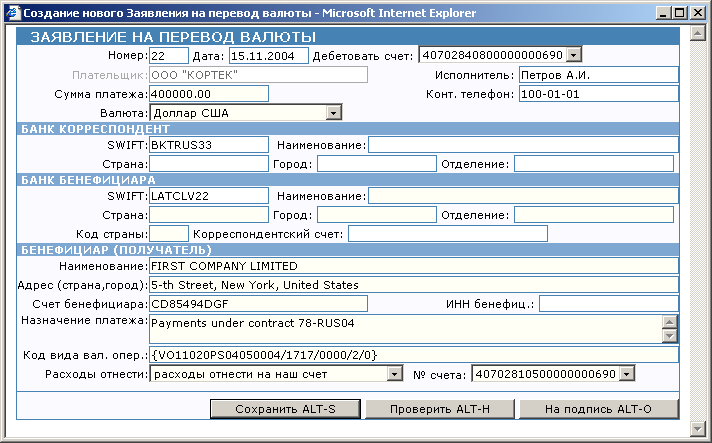 Создание нового Заявления на перевод валюты - Microsoft Internet Explorer
ЗАЯВЛЕНИЕ НА ПЕРЕВОД ВАЛЮТЫ
Номер: 22 Дата: 15.11.2004 Дебетовать счет: 40702840800000000690
Плательщик: ООО "КОРТЕК" Исполнитель: Петров А.И.
Сумма платежа: 400000.00 Конт. телефон: 100-01-01
Валюта: Доллар США
БАНК КОРРЕСПОНДЕНТ
SWIFT: BKTRUS33 Наименование:
Страна: Город: Отделение:
БАНК БЕНЕФИЦИАРА
SWIFT: LATCLV22 Наименование:
Страна: Город: Отделение:
Код страны: Корреспондентский счет:
БЕНЕФИЦИАР (ПОЛУЧАТЕЛЬ)
Наименование: FIRST COMPANY LIMITED
Адрес (страна,город): 5-th Street, New York, United States
Счет бенефициара: CD85494DGF ИНН бенефиц.:
Назначение платежа: Payments under contract 78-RUS04
Код вида вал. опер.: {VO11020PS04050004/1717/0000/2/0}
Расходы отнести: расходы отнести на наш счет № счета: 40702810500000000690
Сохранить ALT-S Проверить ALT-H На подпись ALT-O